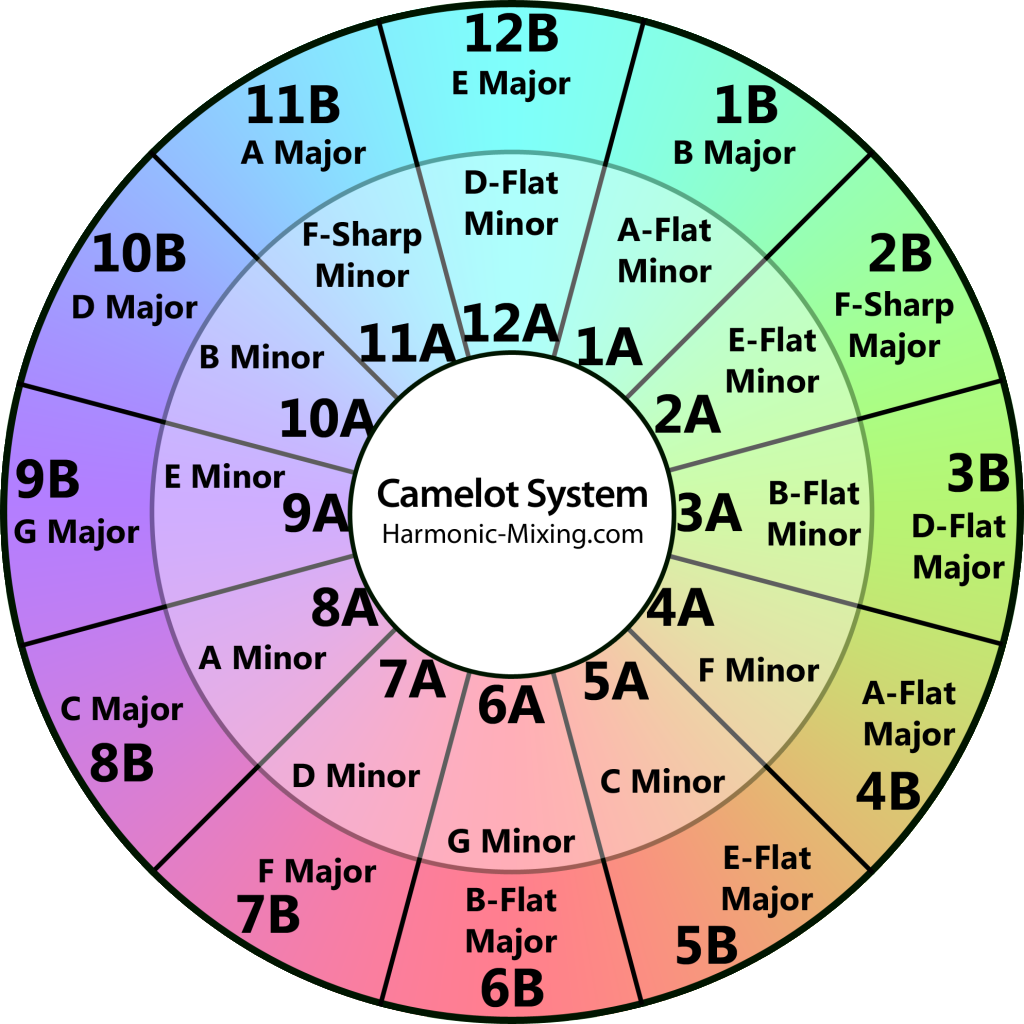 12B
E Major
1B
B Major
2B
F-Sharp
Major
3B
D-Flat
Major
A-Flat
Major
4B
E-Flat
Major
5B
B-Flat
Major
6B
F Major
7B
C Major
8B
9B
G Major
10B
D Major
11B
A Major
D-Flat
Minor
12A
A-Flat
Minor
1A
E-Flat
Minor
2A
B-Flat
Minor
3A
4A
F Minor
5A
C Minor
6A
G Minor
7A
D Minor
8A
A Minor
E Minor
9A
B Minor
10A
F-Sharp
Minor
11A
Camelot System
Harmonic-Mixing.com